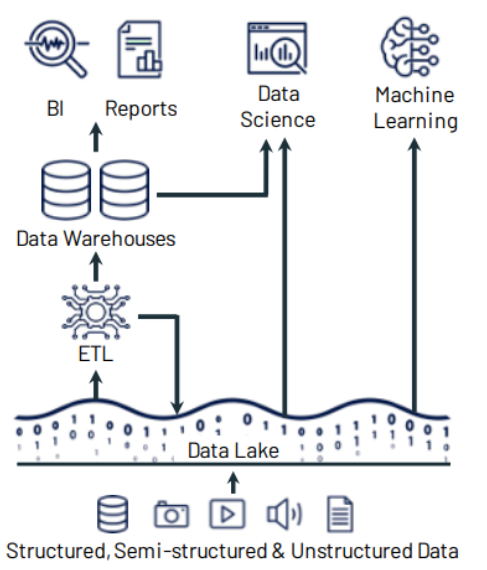 BI
Reports
Data
Science
Machine
Learning
Data Warehouses
ETL
Data Lake
Structured, Semi-structured & Unstructured Data